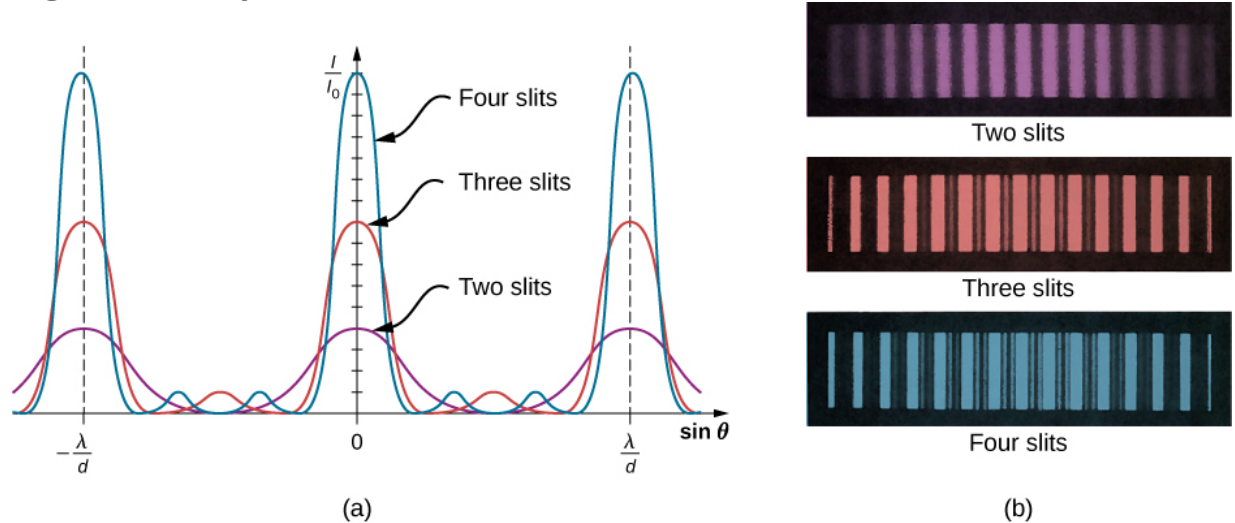 I
I₀
Four slits
Three slits
Two slits
sin θ
−λ/d
0
λ/d
(a)
Two slits
Three slits
Four slits
(b)